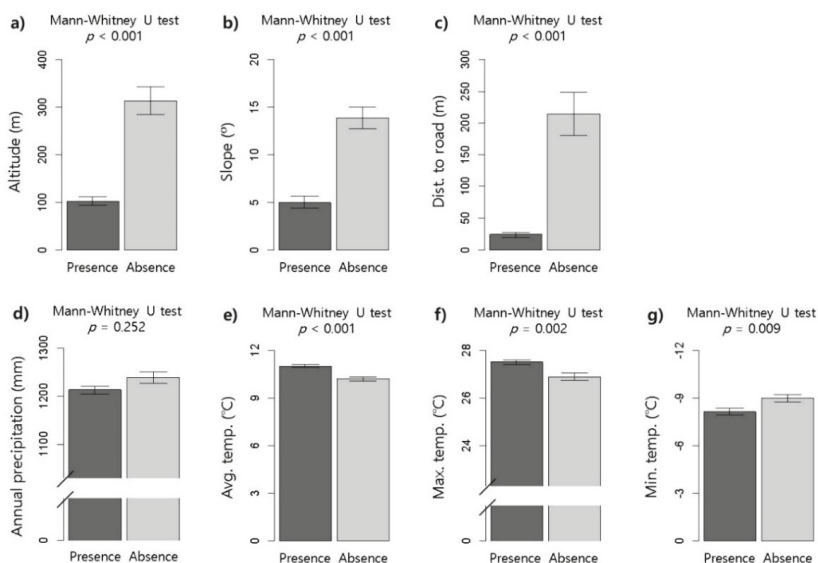 a)
Mann-Whitney U test
p < 0.001
Altitude (m)
400
300
200
100
0
Presence Absence
b)
Mann-Whitney U test
p < 0.001
Slope (º)
20
15
10
5
0
Presence Absence
c)
Mann-Whitney U test
p < 0.001
Dist. to road (m)
300
250
200
150
100
50
0
Presence Absence
d)
Mann-Whitney U test
p = 0.252
Annual precipitation (mm)
1300
1200
1100
0
Presence Absence
e)
Mann-Whitney U test
p < 0.001
Avg. temp. (℃)
12
9
6
3
0
Presence Absence
f)
Mann-Whitney U test
p = 0.002
Max. temp. (℃)
28
26
24
0
Presence Absence
g)
Mann-Whitney U test
p = 0.009
Min. temp. (℃)
-12
-9
-6
-3
0
Presence Absence